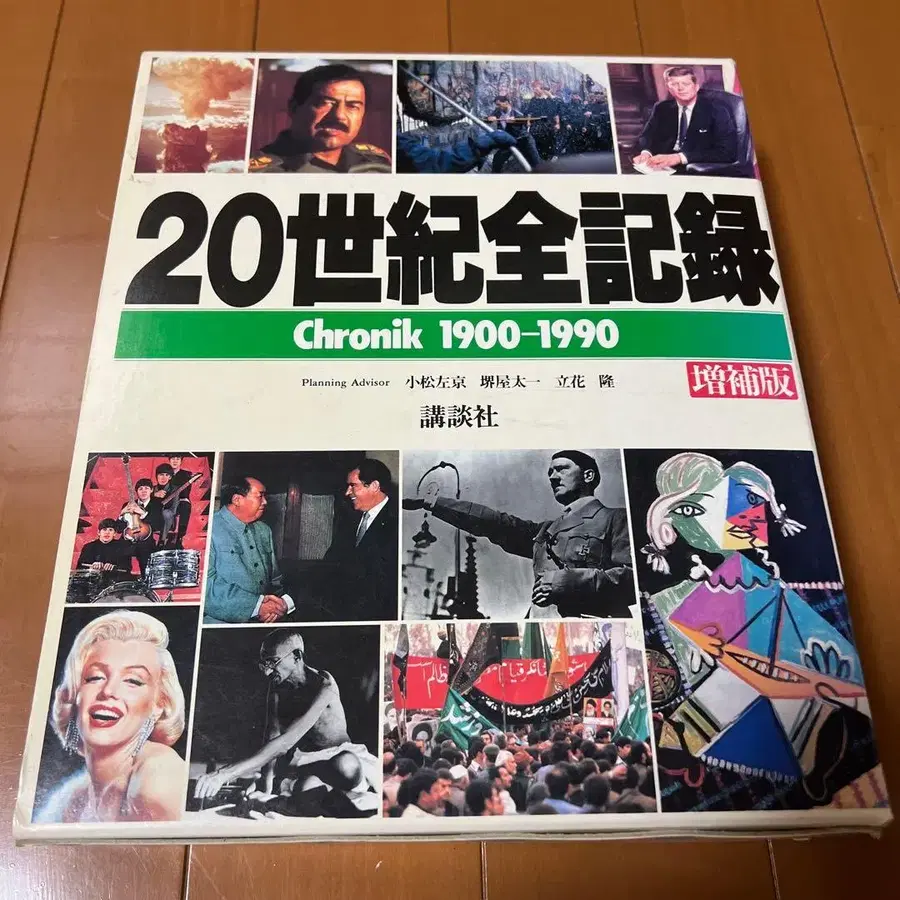 20世紀全記録
Chronik 1900-1990
Planning Advisor 小松左京 堺屋太一 立花 隆
増補版
講談社